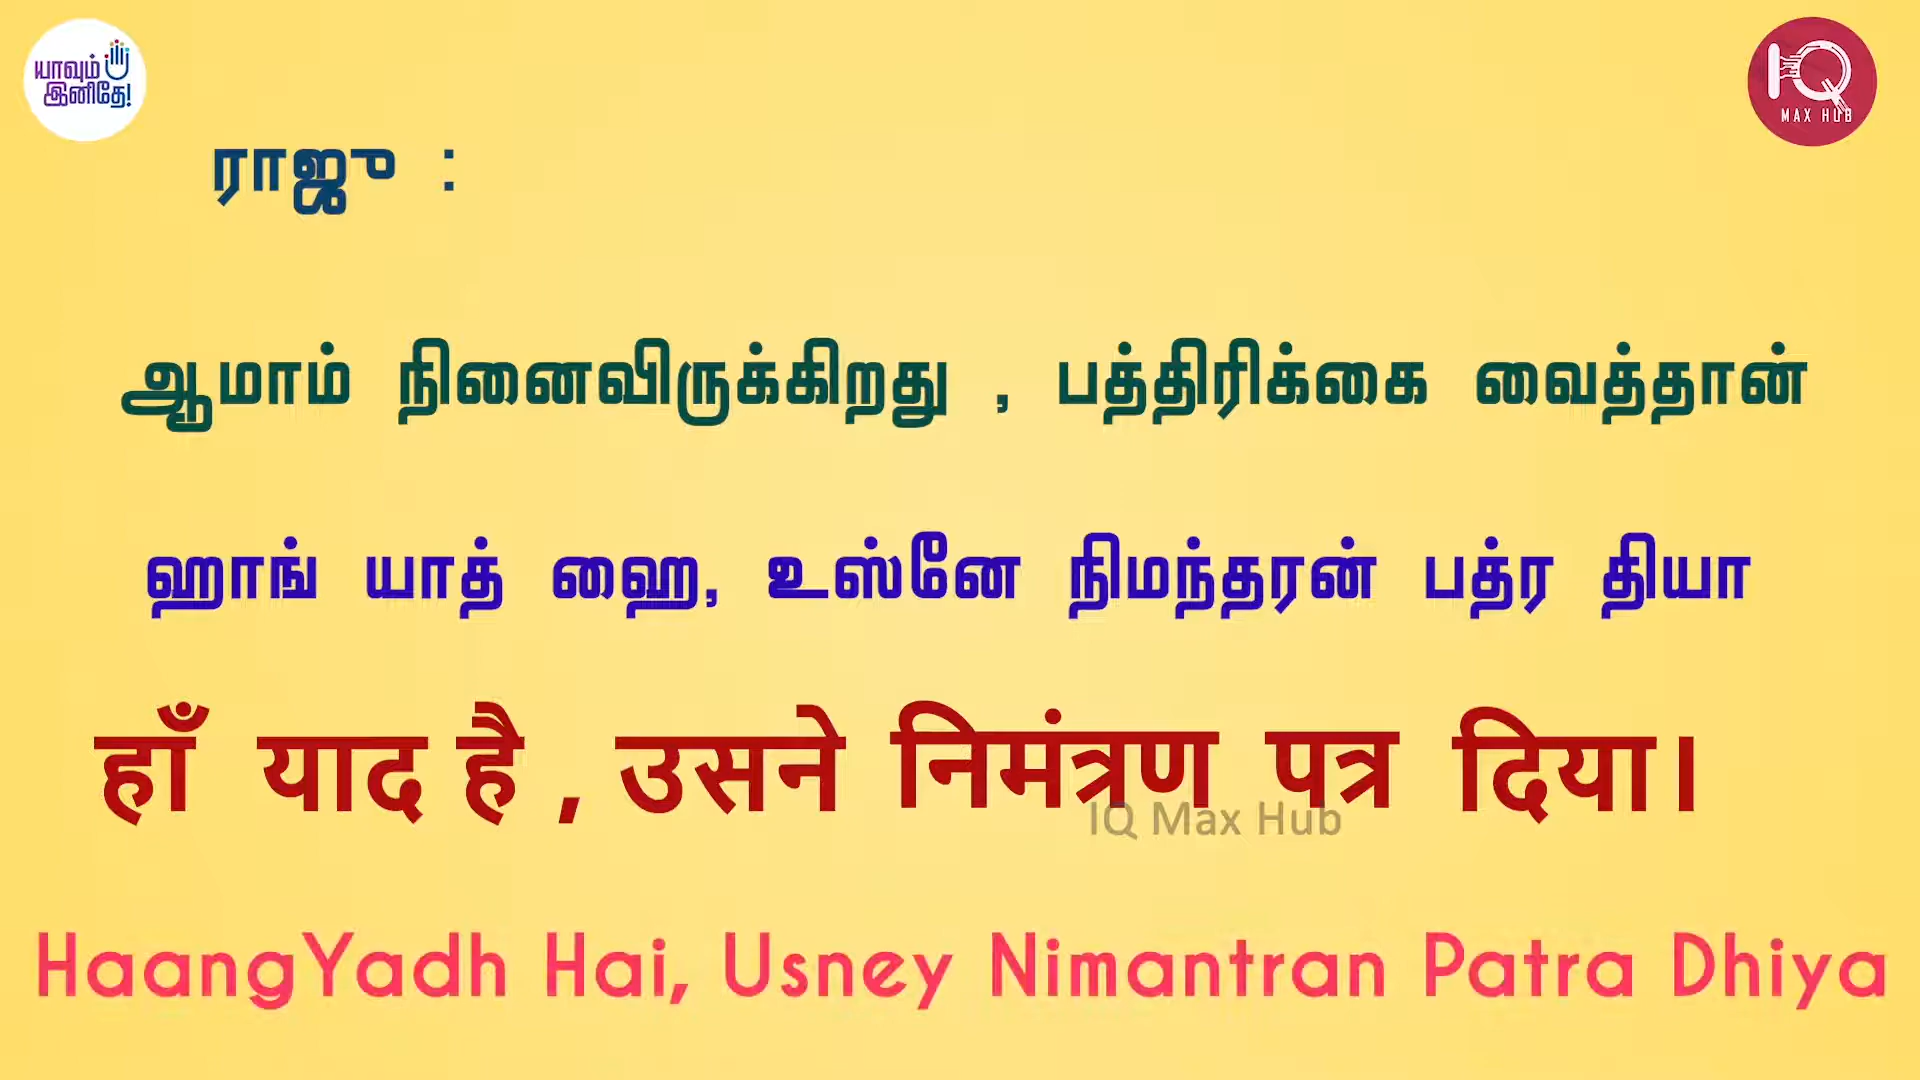 யாவும்
இனிதே!
IQ
MAX HUB
ராஜு :
ஆமாம் நினைவிருக்கிறது , பத்திரிக்கை வைத்தான்
ஹாங் யாத் ஹை, உஸ்னே நிமந்தரன் பத்ர தியா
हाँ याद है , उसने निमंत्रण पत्र दिया।
IQ Max Hub
HaangYadh Hai, Usney Nimantran Patra Dhiya